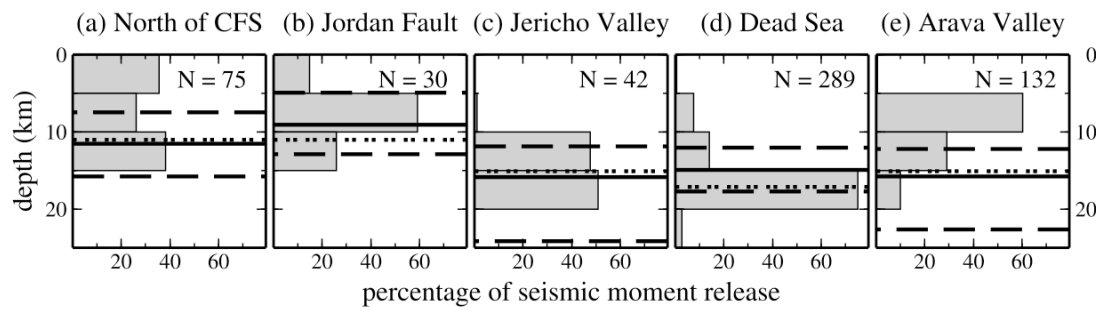 (a) North of CFS (b) Jordan Fault (c) Jericho Valley (d) Dead Sea (e) Arava Valley
0 0
N = 75 N = 30 N = 42 N = 289 N = 132
10 10
depth (km)
20 20
20 40 60 20 40 60 20 40 60 20 40 60 20 40 60
percentage of seismic moment release